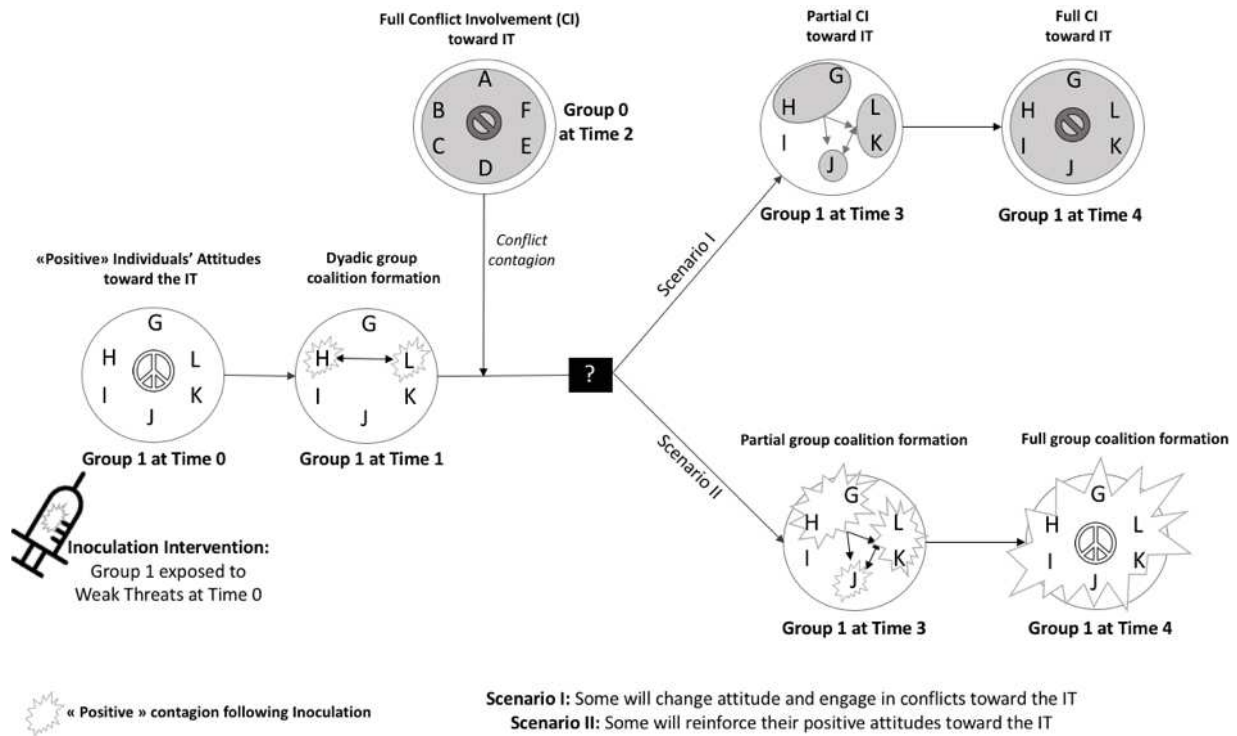 Full Conflict Involvement (CI)
toward IT
A
B
F
C
E
D
Group 0
at Time 2
Conflict
contagion
Partial CI
toward IT
G
H
L
I
K
J
Group 1 at Time 3
Full CI
toward IT
G
H
L
I
K
J
Group 1 at Time 4
«Positive» Individuals' Attitudes
toward the IT
G
H
L
I
K
J
Group 1 at Time 0
Dyadic group
coalition formation
G
H
L
I
K
J
Group 1 at Time 1
?
Scenario I
Scenario II
Partial group coalition formation
G
H
L
I
K
J
Group 1 at Time 3
Full group coalition formation
G
H
L
I
K
J
Group 1 at Time 4
Inoculation Intervention:
Group 1 exposed to
Weak Threats at Time 0
« Positive » contagion following Inoculation
Scenario I: Some will change attitude and engage in conflicts toward the IT
Scenario II: Some will reinforce their positive attitudes toward the IT